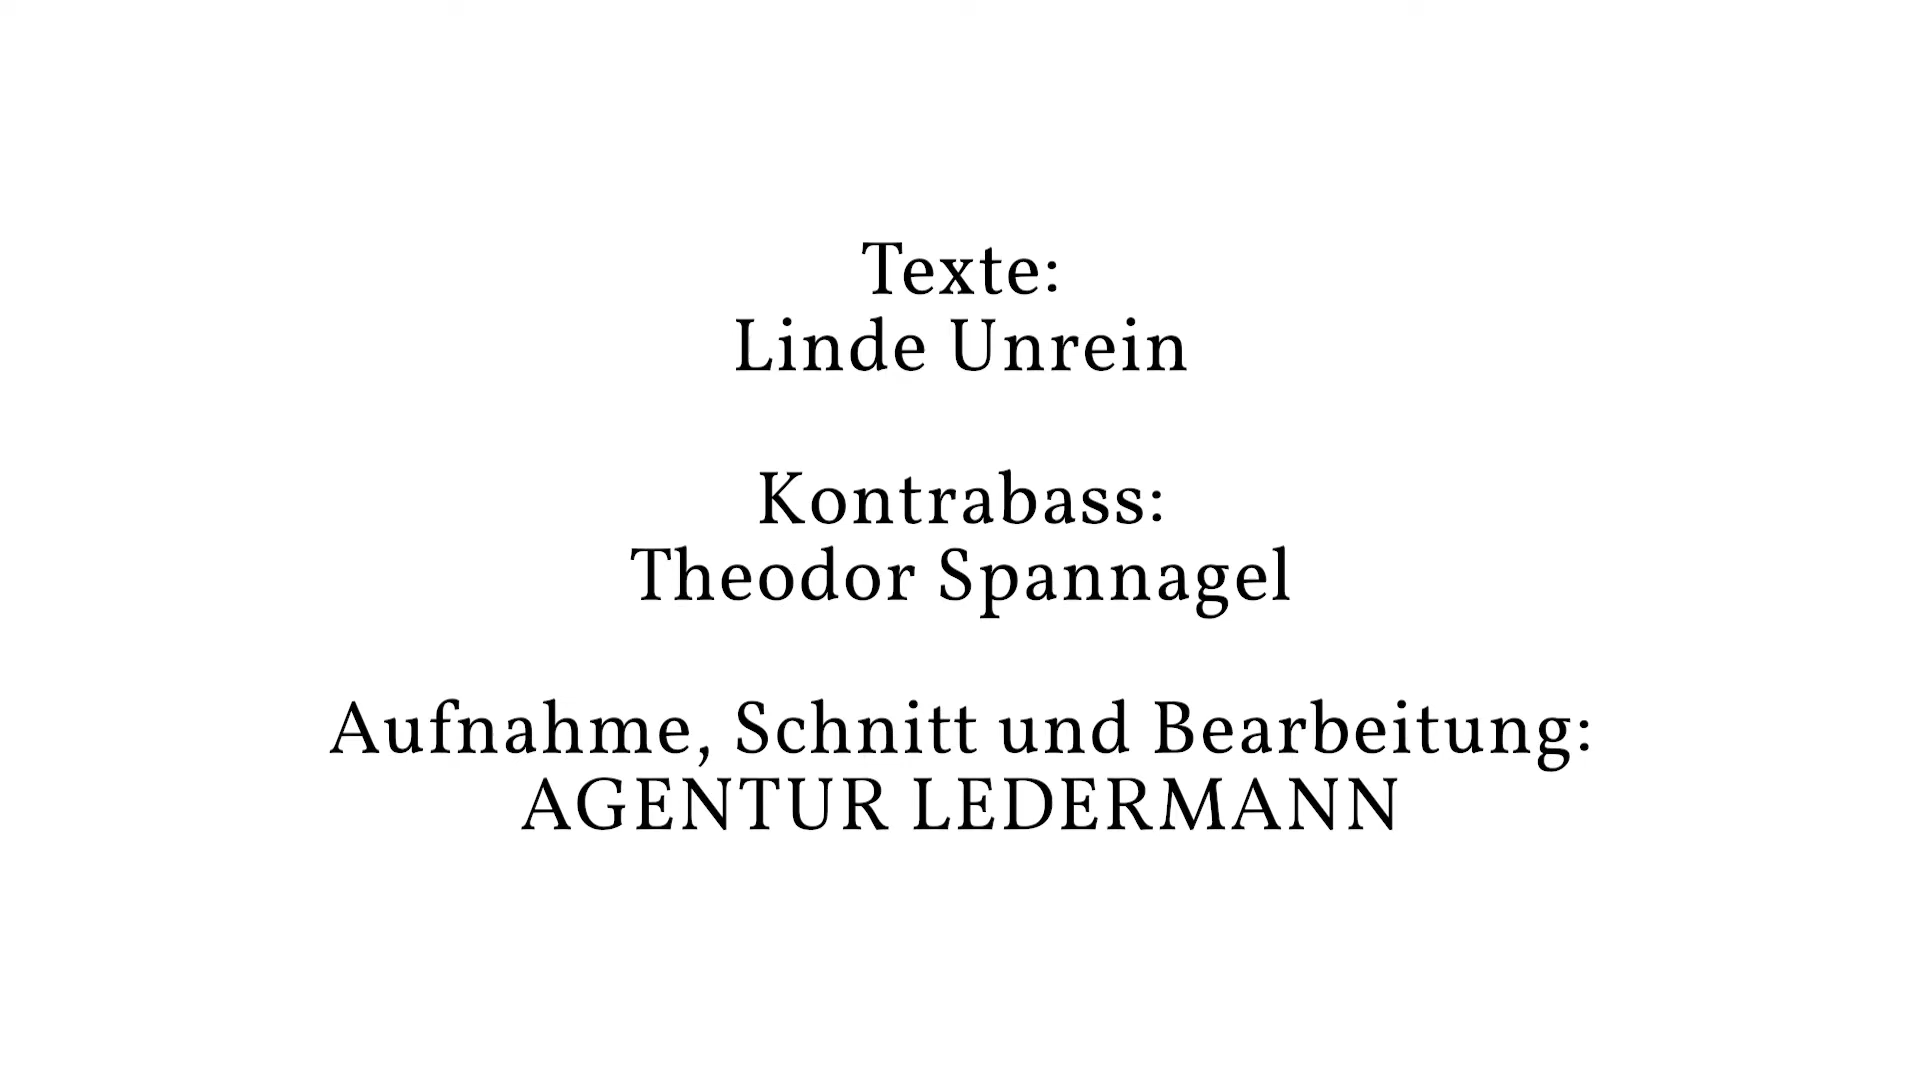 Texte:
Linde Unrein
Kontrabass:
Theodor Spannagel
Aufnahme, Schnitt und Bearbeitung:
AGENTUR LEDERMANN